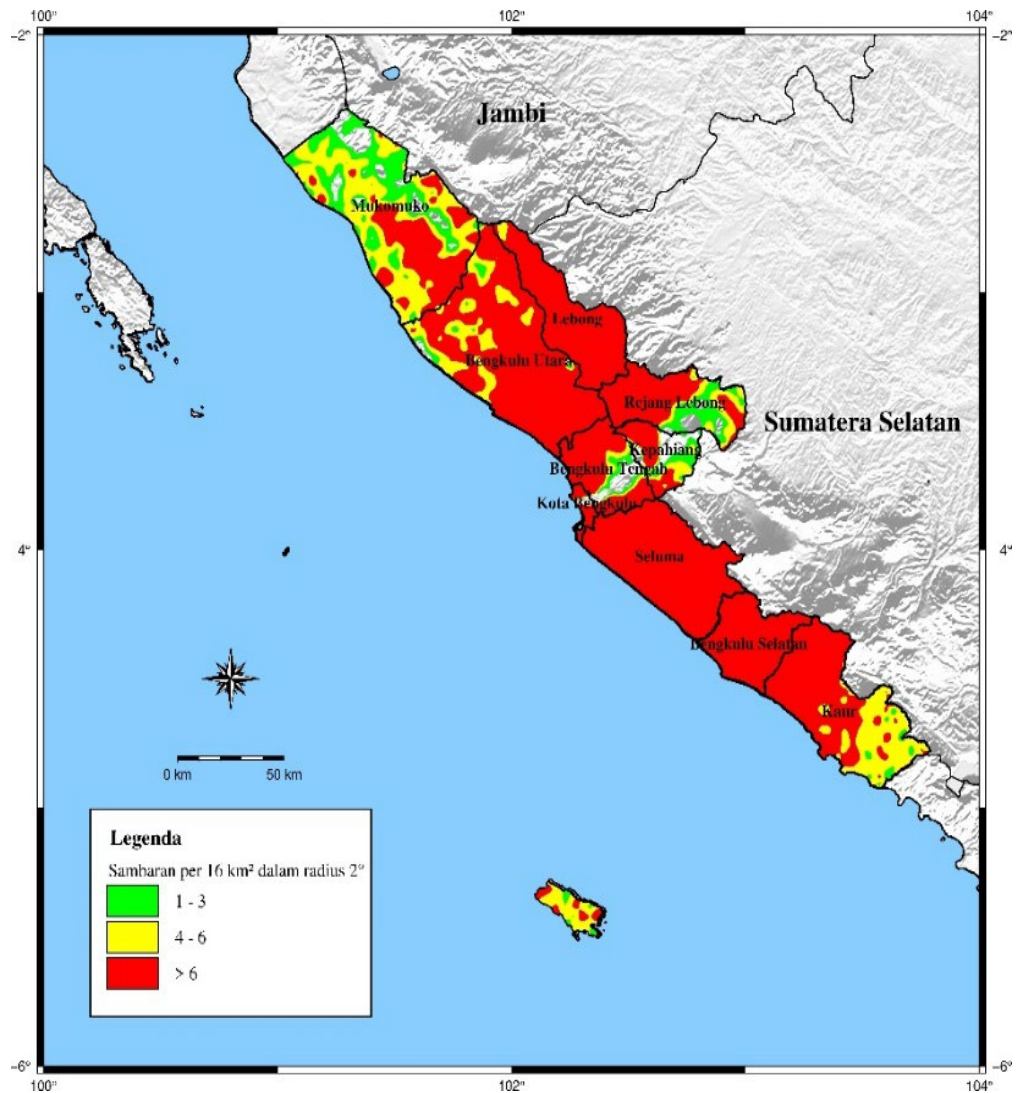 100° 102° 104°
-2° -2°
Jambi
Mukomuko
Lebong
Bengkulu Utara
Rejang Lebong
Sumatera Selatan
Kepahiang
Bengkulu Tengah
Kota Bengkulu
4° 4°
Seluma
Bengkulu Selatan
Kaur
0 km 50 km
Legenda
Sambaran per 16 km² dalam radius 2°
1 - 3
4 - 6
> 6
-6° -6°
100° 102° 104°